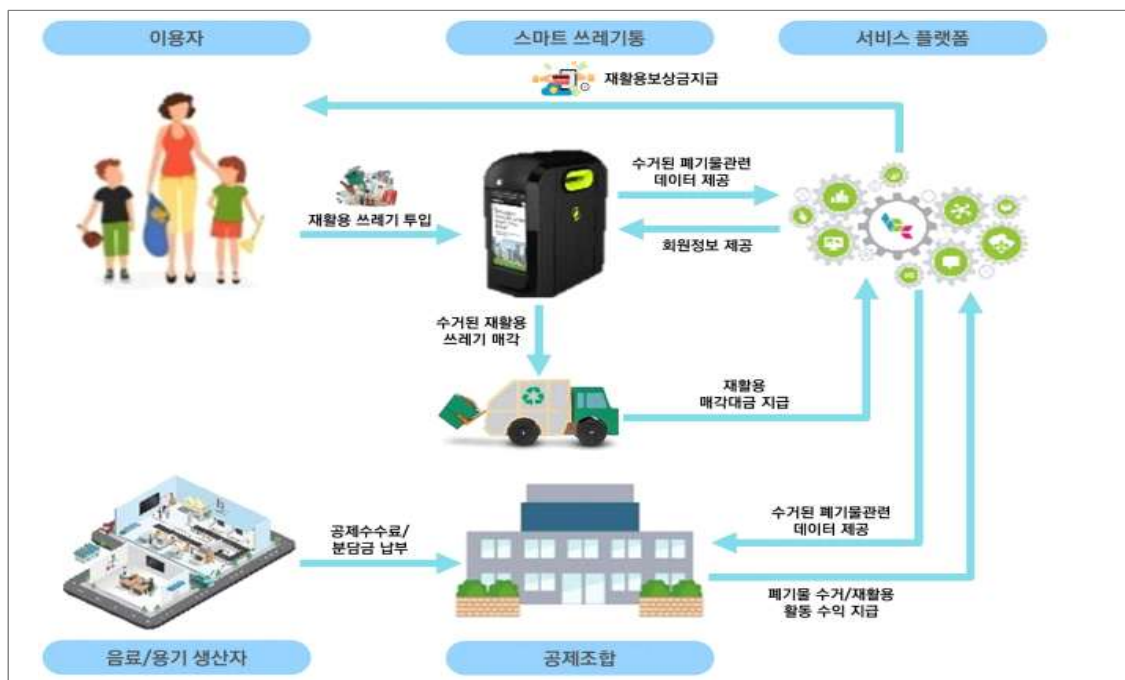 이용자
스마트 쓰레기통
서비스 플랫폼
재활용보상금지급
재활용 쓰레기 투입
수거된 폐기물관련
데이터 제공
회원정보 제공
수거된 재활용
쓰레기 매각
재활용
매각대금 지급
공제수수료/
분담금 납부
수거된 폐기물관련
데이터 제공
폐기물 수거/재활용
활동 수익 지급
음료/용기 생산자
공제조합